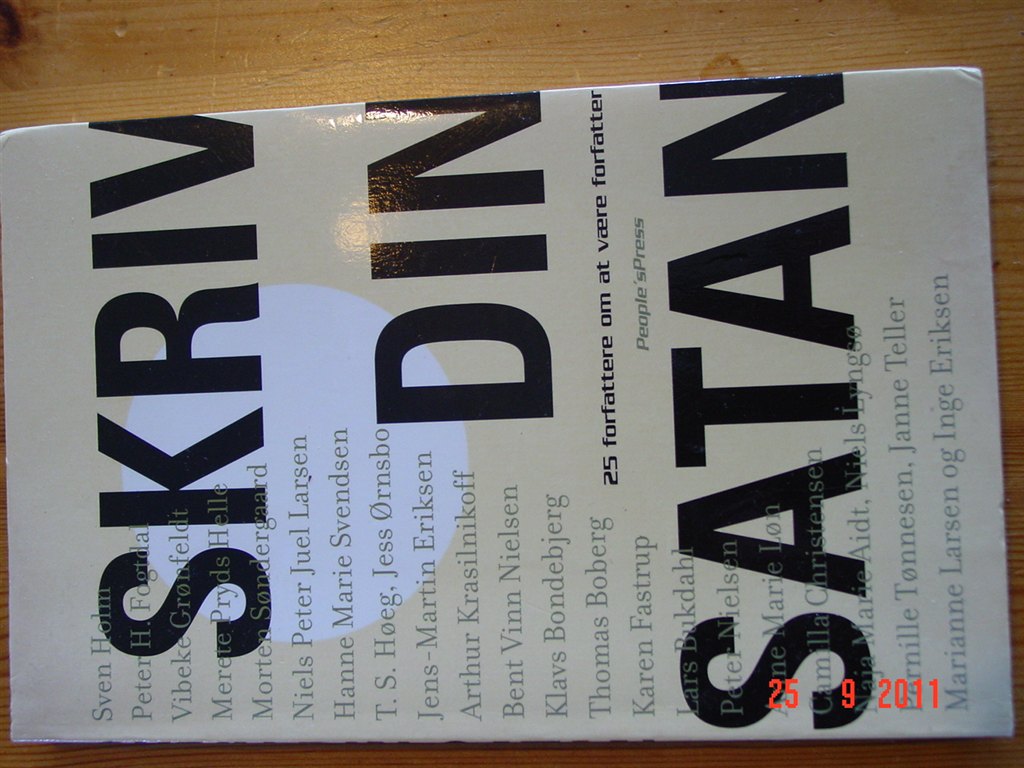 SKRIV
DIN
25 forfattere om at være forfatter
People'sPress
SATAN
Sven Holm
Peter H. Fogtdal
Vibeke Grønfeldt
Merete Pryds Helle
Morten Søndergaard
Niels Peter Juel Larsen
Hanne Marie Svendsen
T. S. Høeg, Jess Ørnsbo
Jens-Martin Eriksen
Arthur Krasilnikoff
Bent Vinn Nielsen
Klavs Bondebjerg
Thomas Boberg
Karen Fastrup
Lars Bukdahl
Peter Nielsen
Anne Marie Løn
Camilla Christensen
Naja Marie Aidt, Niels Lyngsø
Pernille Tønnesen, Janne Teller
Marianne Larsen og Inge Eriksen
25 9 2011